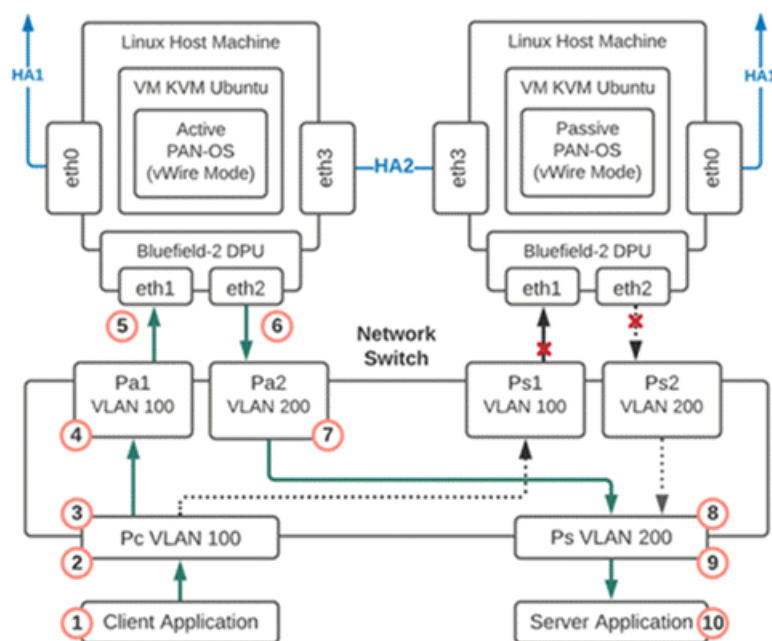 Linux Host Machine
VM KVM Ubuntu
Active
PAN-OS
(vWire Mode)
HA1
eth0
eth3
HA2
Bluefield-2 DPU
eth1
eth2
Linux Host Machine
VM KVM Ubuntu
Passive
PAN-OS
(vWire Mode)
eth3
eth0
HA1
Bluefield-2 DPU
eth1
eth2
5
6
Network
Switch
Pa1
VLAN 100
Pa2
VLAN 200
Ps1
VLAN 100
Ps2
VLAN 200
4
7
3
Pc VLAN 100
2
8
Ps VLAN 200
9
1
Client Application
Server Application
10